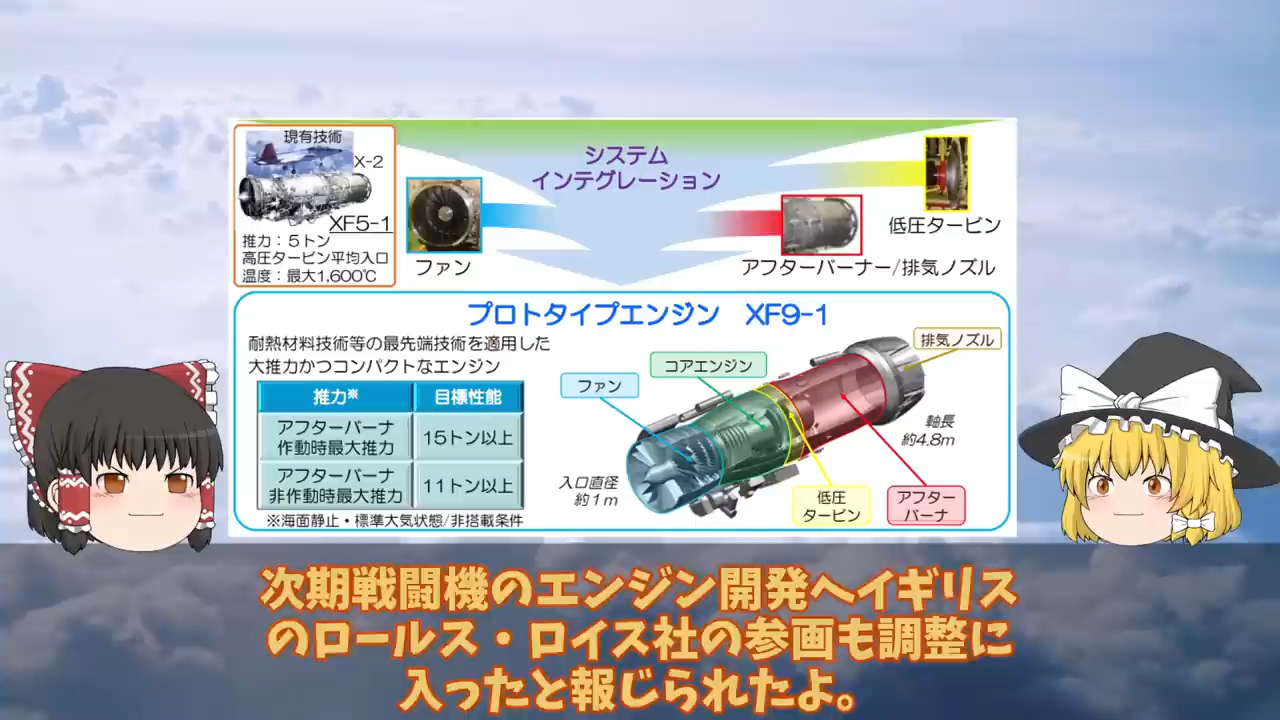 現有技術
X-2
XF5-1
推力：５トン
高圧タービン平均入口
温度：最大1,600℃
ファン
システム
インテグレーション
低圧タービン
アフターバーナー/排気ノズル
プロトタイプエンジン　XF9-1
耐熱材料技術等の最先端技術を適用した
大推力かつコンパクトなエンジン
推力※
目標性能
アフターバーナ
作動時最大推力
15トン以上
アフターバーナ
非作動時最大推力
11トン以上
※海面静止・標準大気状態/非搭載条件
ファン
コアエンジン
排気ノズル
軸長
約4.8m
入口直径
約１ｍ
低圧
タービン
アフター
バーナ
次期戦闘機のエンジン開発へイギリス
のロールス・ロイス社の参画も調整に
入ったと報じられたよ。